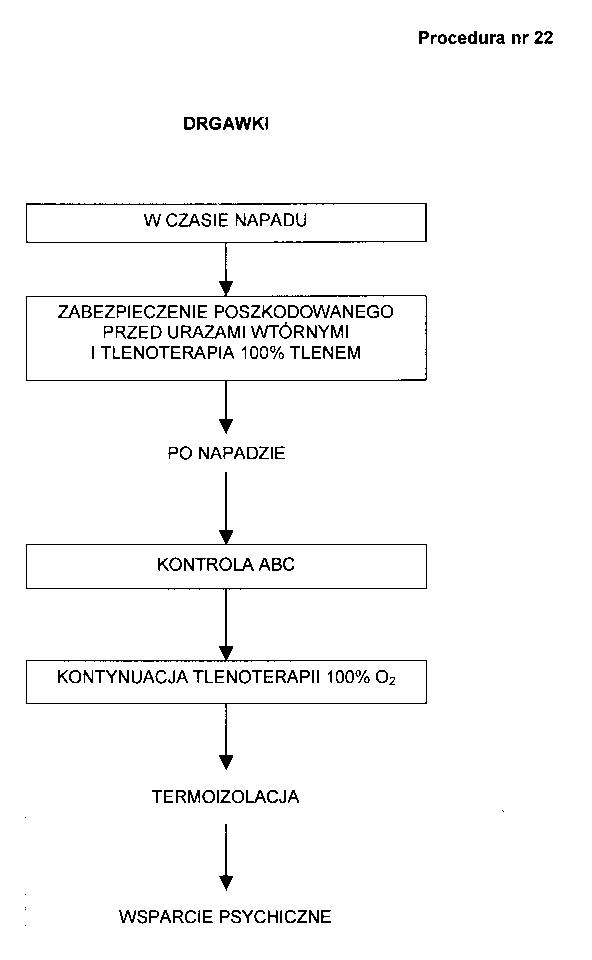 Procedura nr 22
DRGAWKI
W CZASIE NAPADU
ZABEZPIECZENIE POSZKODOWANEGO
PRZED URAZAMI WTÓRNYMI
I TLENOTERAPIA 100% TLENEM
PO NAPADZIE
KONTROLA ABC
KONTYNUACJA TLENOTERAPII 100% O₂
TERMOIZOLACJA
WSPARCIE PSYCHICZNE